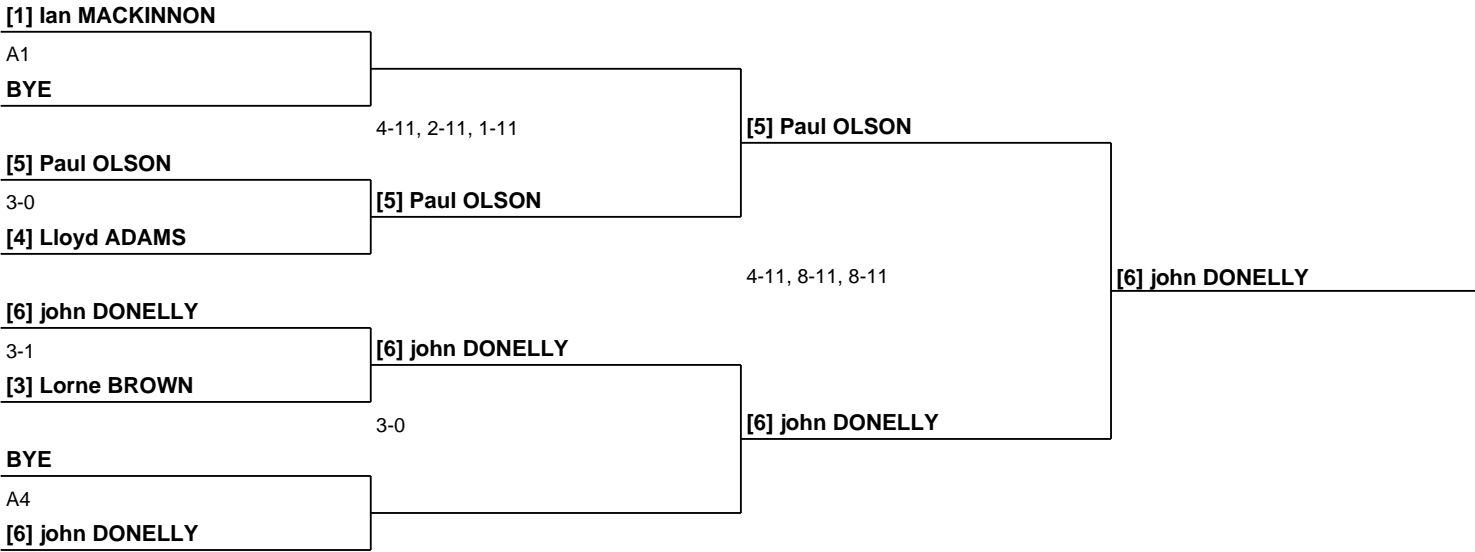 [1] Ian MACKINNON
A1
BYE
4-11, 2-11, 1-11
[5] Paul OLSON
[5] Paul OLSON
3-0
[5] Paul OLSON
[4] Lloyd ADAMS
4-11, 8-11, 8-11
[6] john DONELLY
[6] john DONELLY
3-1
[6] john DONELLY
[3] Lorne BROWN
3-0
[6] john DONELLY
BYE
A4
[6] john DONELLY